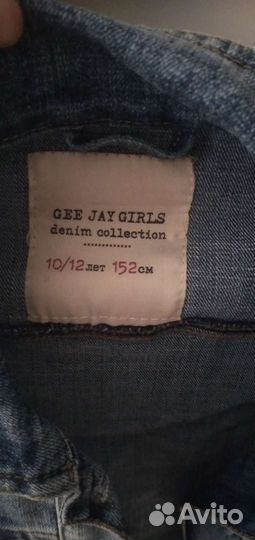 GEE JAY GIRLS
denim collection
10/12 лет 152 см
Avito